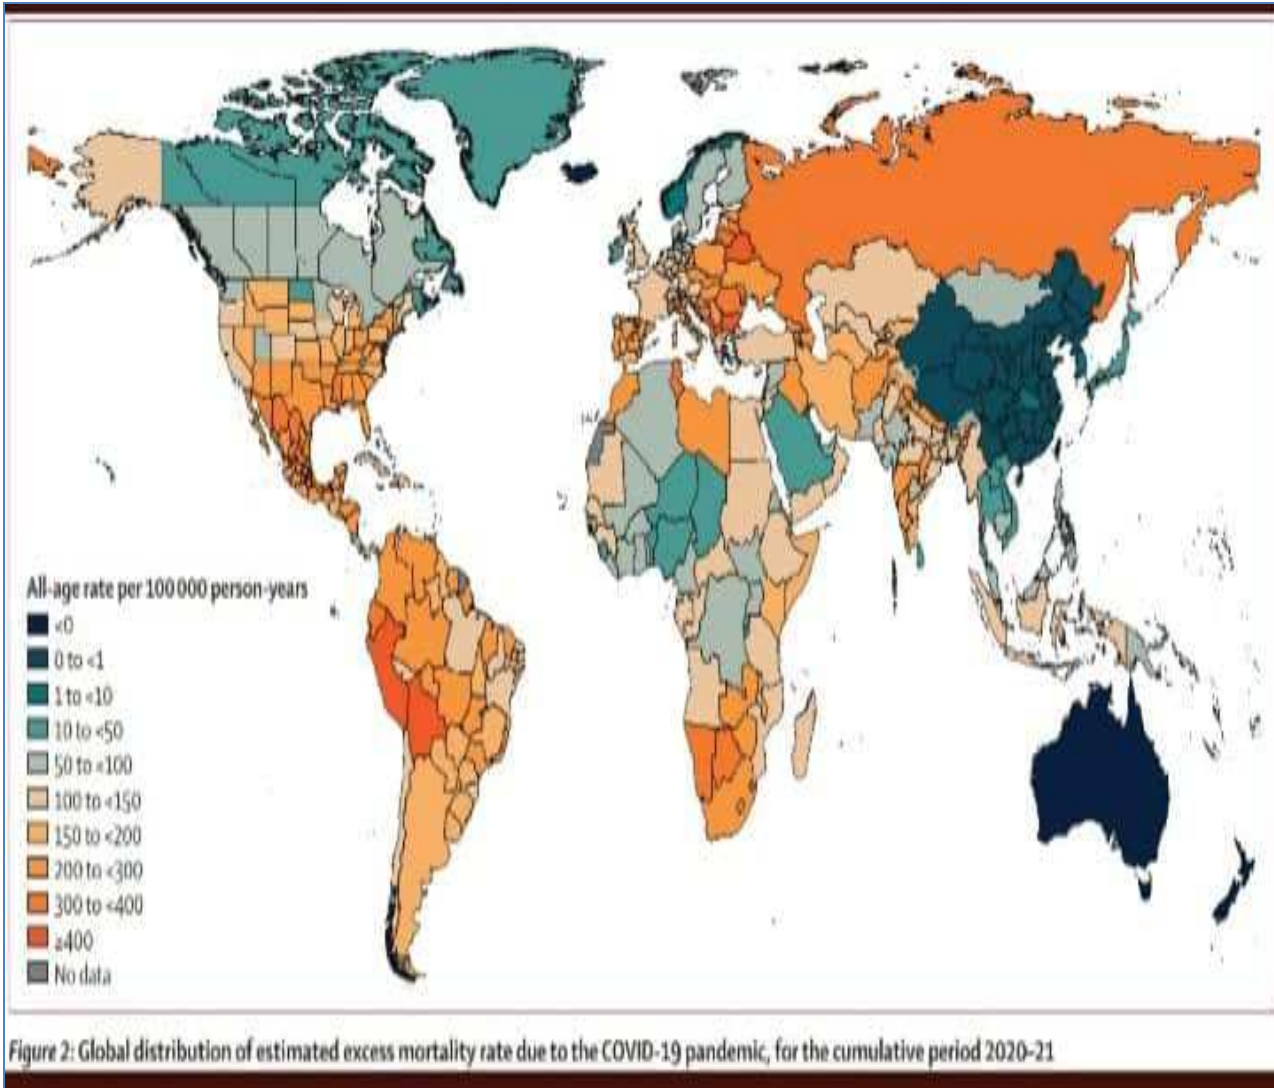 All-age rate per 100 000 person-years
<0
0 to <1
1 to <10
10 to <50
50 to <100
100 to <150
150 to <200
200 to <300
300 to <400
≥400
No data
Figure 2: Global distribution of estimated excess mortality rate due to the COVID-19 pandemic, for the cumulative period 2020–21